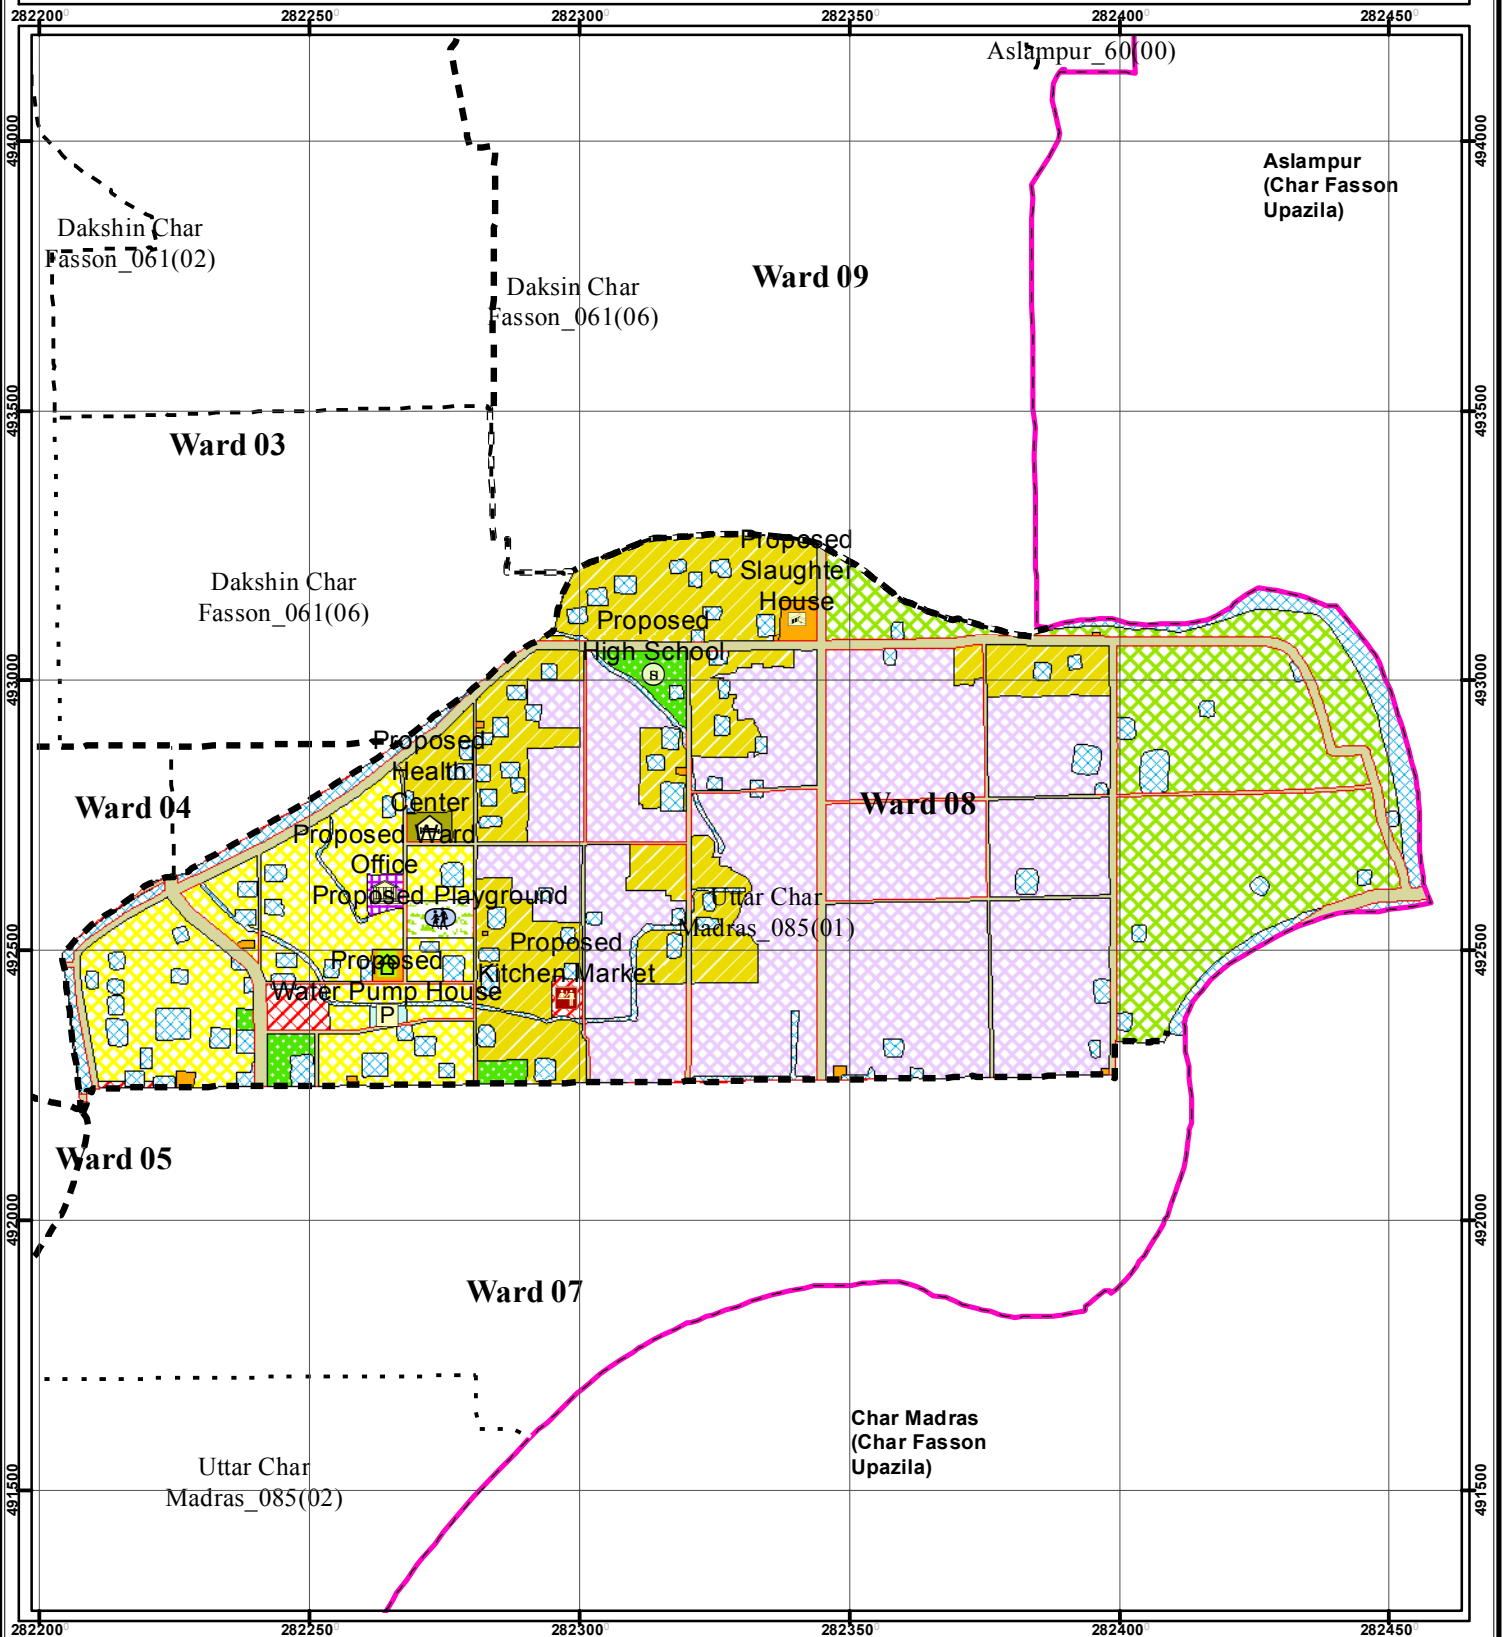 282200 282250 282300 282350 282400 282450
Aslampur_60(00)
494000
494000
Aslampur
(Char Fasson
Upazila)
Dakshin Char
Fasson_061(02)
Ward 09
Daksin Char
Fasson_061(06)
493500
493500
Ward 03
Proposed
Slaughter
House
Dakshin Char
Fasson_061(06)
Proposed
High School
493000
493000
Proposed
Health
Center
Ward 04
Ward 08
Proposed Ward
Office
Proposed Playground
Uttar Char
Madras_085(01)
492500
492500
Proposed
Kitchen Market
Proposed
Water Pump House
P
Ward 05
492000
492000
Ward 07
Char Madras
(Char Fasson
Upazila)
Uttar Char
Madras_085(02)
491500
491500
282200 282250 282300 282350 282400 282450